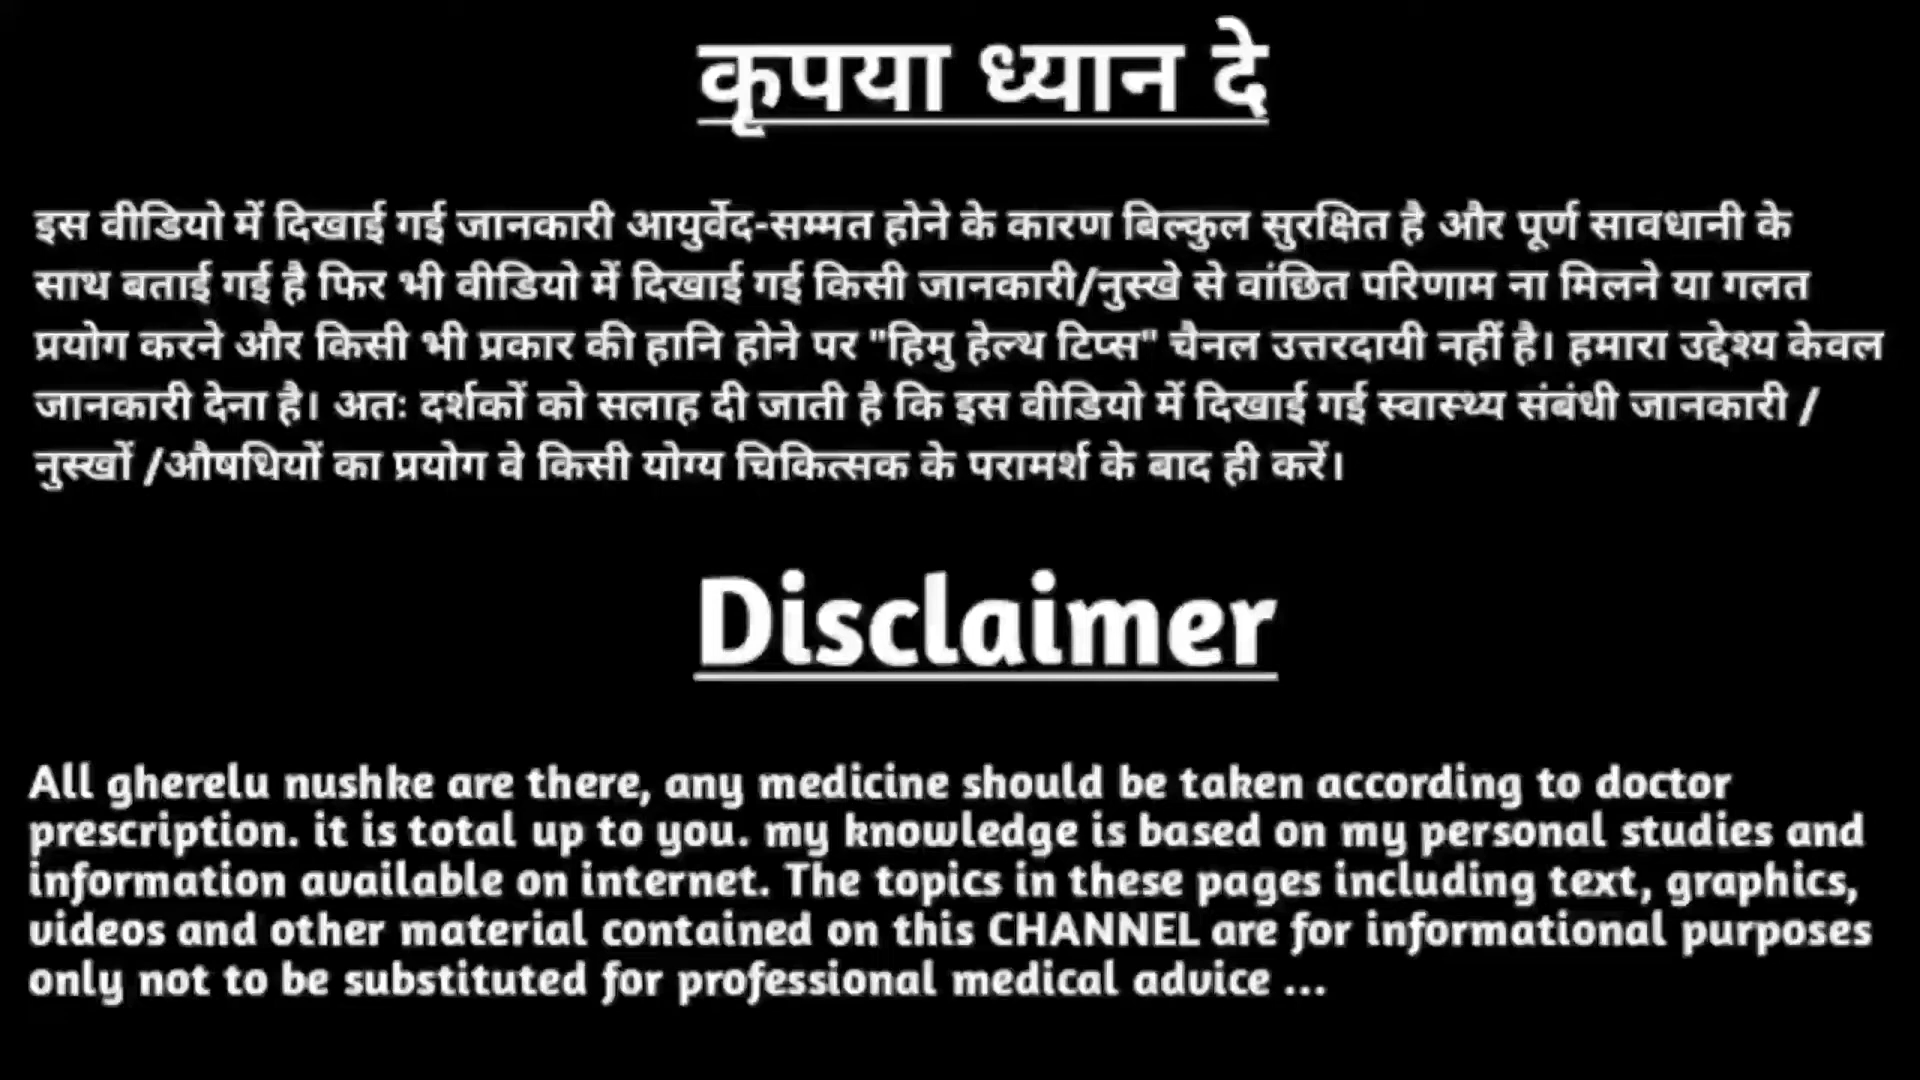 कृपया ध्यान दे
इस वीडियो में दिखाई गई जानकारी आयुर्वेद-सम्मत होने के कारण बिल्कुल सुरक्षित है और पूर्ण सावधानी के
साथ बताई गई है फिर भी वीडियो में दिखाई गई किसी जानकारी/नुस्खे से वांछित परिणाम ना मिलने या गलत
प्रयोग करने और किसी भी प्रकार की हानि होने पर "हिमु हेल्थ टिप्स" चैनल उत्तरदायी नहीं है। हमारा उद्देश्य केवल
जानकारी देना है। अतः दर्शकों को सलाह दी जाती है कि इस वीडियो में दिखाई गई स्वास्थ्य संबंधी जानकारी /
नुस्खों /औषधियों का प्रयोग वे किसी योग्य चिकित्सक के परामर्श के बाद ही करें।
Disclaimer
All gherelu nushke are there, any medicine should be taken according to doctor
prescription. it is total up to you. my knowledge is based on my personal studies and
information available on internet. The topics in these pages including text, graphics,
videos and other material contained on this CHANNEL are for informational purposes
only not to be substituted for professional medical advice ...